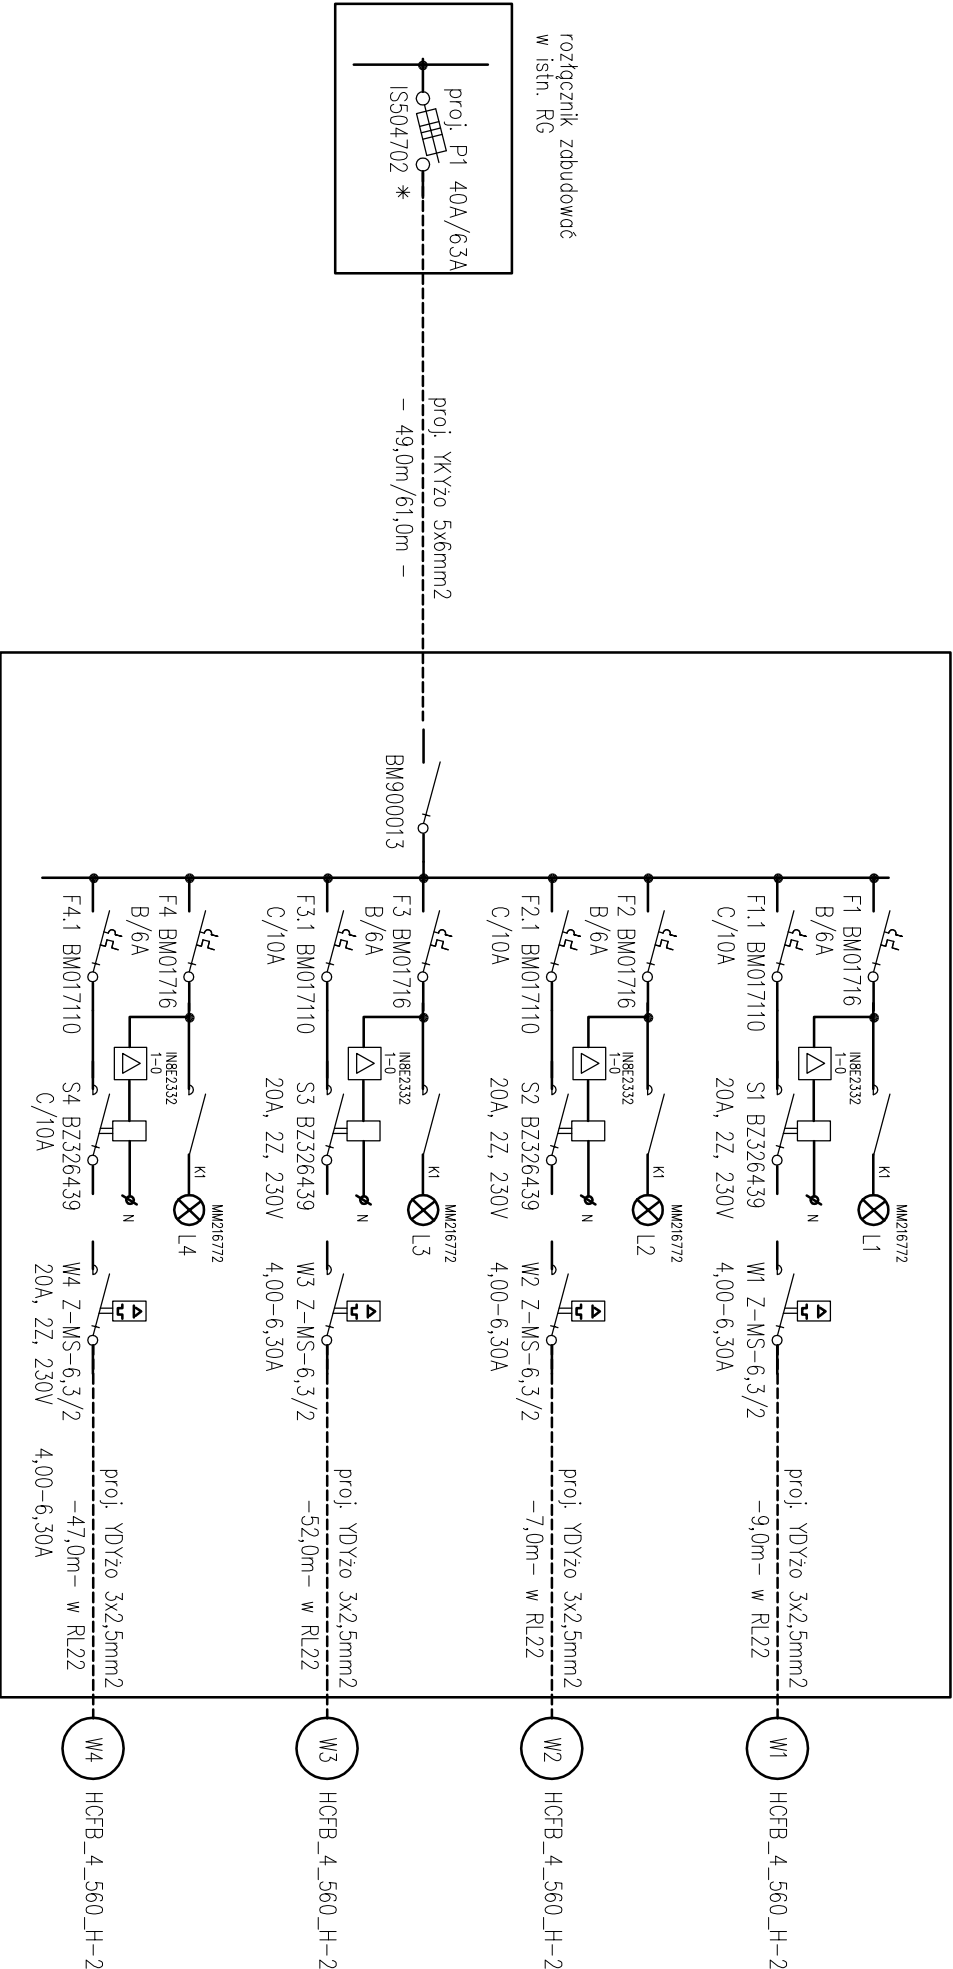 rozłącznik zabudować
w istn. RG
proj. P1 40A/63A
IS504702 *
proj. YKYżo 5x6mm2
- 49,0m/61,0m -
BM900013
F1 BM01716
B/6A
IN8E2332
1-0
K1
N
MM216772
L1
F1.1 BM017110
C/10A
S1 BZ326439
20A, 2Z, 230V
W1 Z-MS-6,3/2
4,00-6,30A
proj. YDYżo 3x2,5mm2
-9,0m- w RL22
W1
HCFB_4_560_H-2
F2 BM01716
B/6A
IN8E2332
1-0
K1
N
MM216772
L2
F2.1 BM017110
C/10A
S2 BZ326439
20A, 2Z, 230V
W2 Z-MS-6,3/2
4,00-6,30A
proj. YDYżo 3x2,5mm2
-7,0m- w RL22
W2
HCFB_4_560_H-2
F3 BM01716
B/6A
IN8E2332
1-0
K1
N
MM216772
L3
F3.1 BM017110
C/10A
S3 BZ326439
20A, 2Z, 230V
W3 Z-MS-6,3/2
4,00-6,30A
proj. YDYżo 3x2,5mm2
-52,0m- w RL22
W3
HCFB_4_560_H-2
F4 BM01716
B/6A
IN8E2332
1-0
K1
N
MM216772
L4
F4.1 BM017110
S4 BZ326439
C/10A
W4 Z-MS-6,3/2
20A, 2Z, 230V
4,00-6,30A
proj. YDYżo 3x2,5mm2
-47,0m- w RL22
W4
HCFB_4_560_H-2